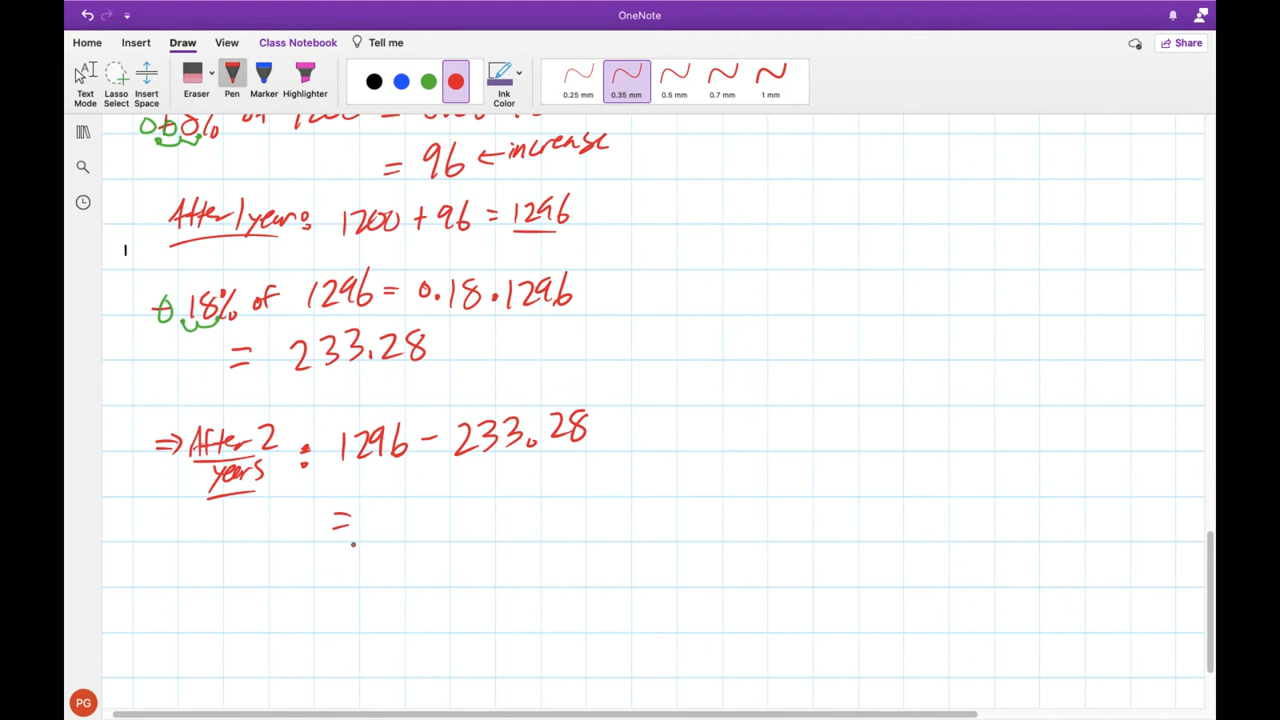 OneNote
Home Insert Draw View Class Notebook Tell me
Share
Text Mode
Lasso Select
Insert Space
Eraser
Pen
Marker
Highlighter
Ink Color
0.25 mm
0.35 mm
0.5 mm
0.7 mm
1 mm
= 96 ← increase
After 1 year: 1200 + 96 = 1296
18% of 1296 = 0.18 · 1296
= 233.28
⇒ After 2 years : 1296 - 233.28
=
PG